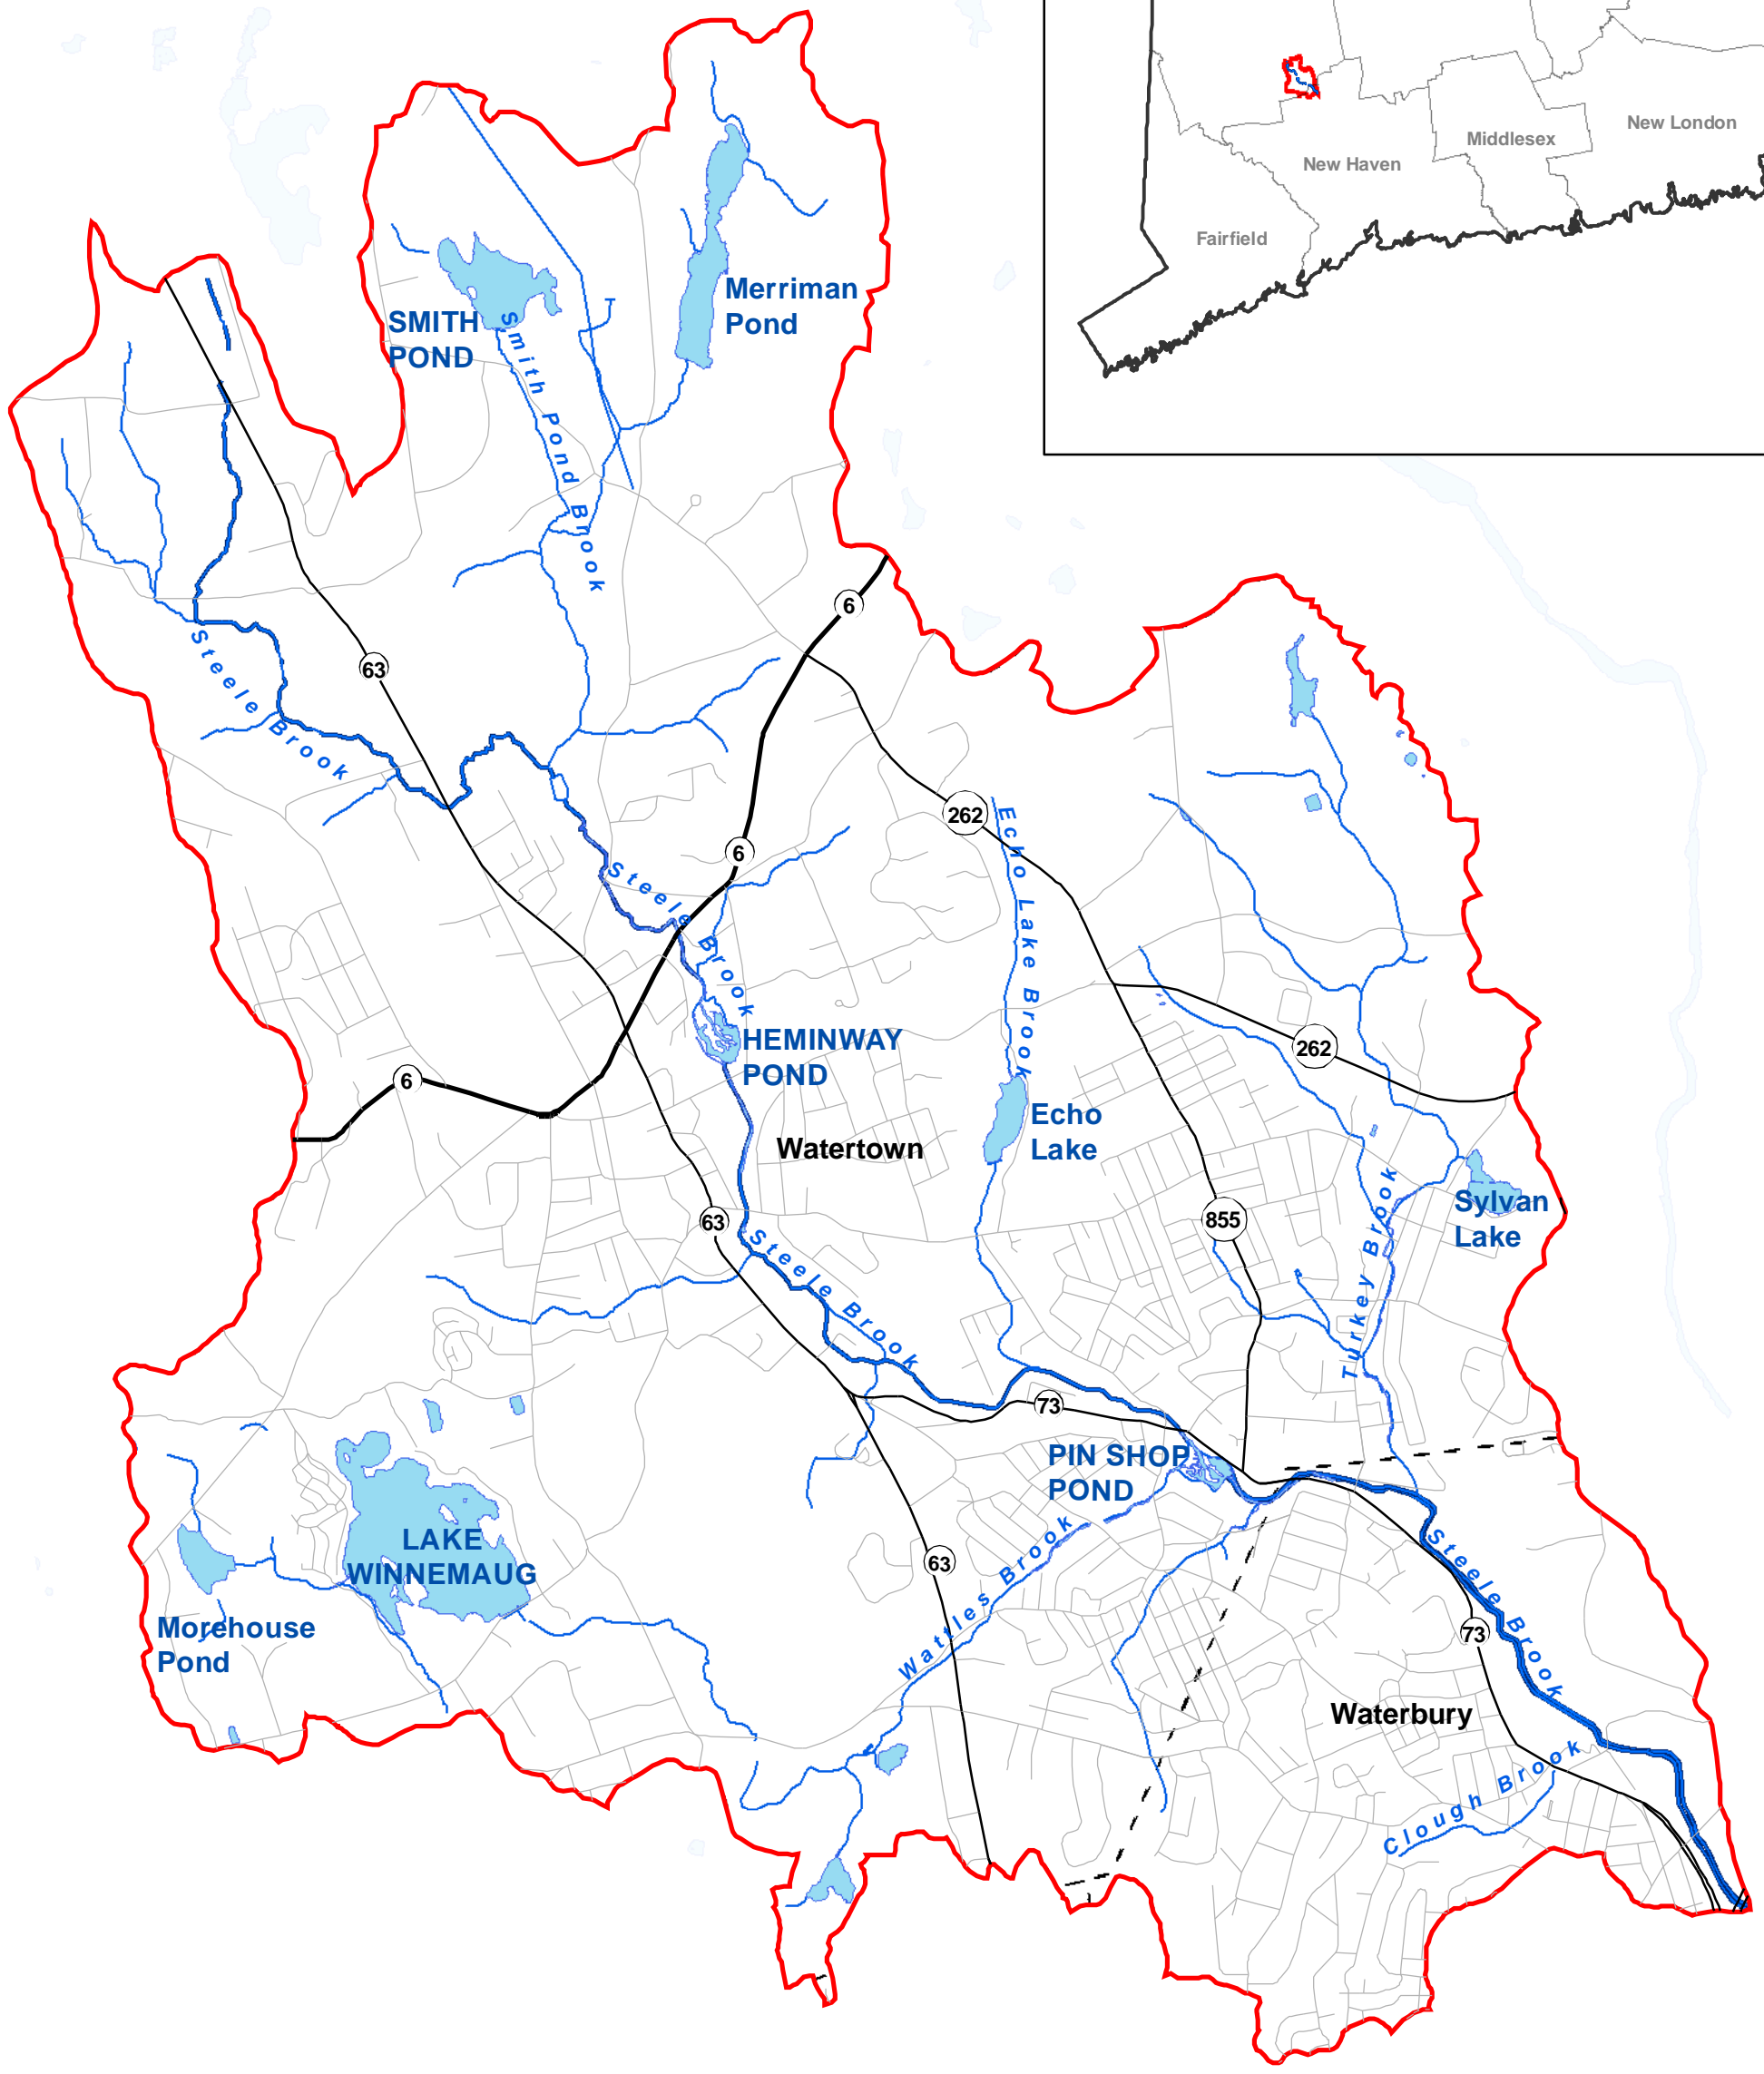 New London
Middlesex
New Haven
Fairfield
Merriman
Pond
SMITH
POND
Smith Pond Brook
6
Steele Brook
63
262
Echo Lake Brook
6
Steele Brook
HEMINWAY
POND
262
6
Echo
Lake
Watertown
Turkey Brook
Sylvan
Lake
63
855
Steele Brook
73
PIN SHOP
POND
LAKE
WINNEMAUG
Wattles Brook
63
Steele Brook
Morehouse
Pond
73
Waterbury
Clough Brook